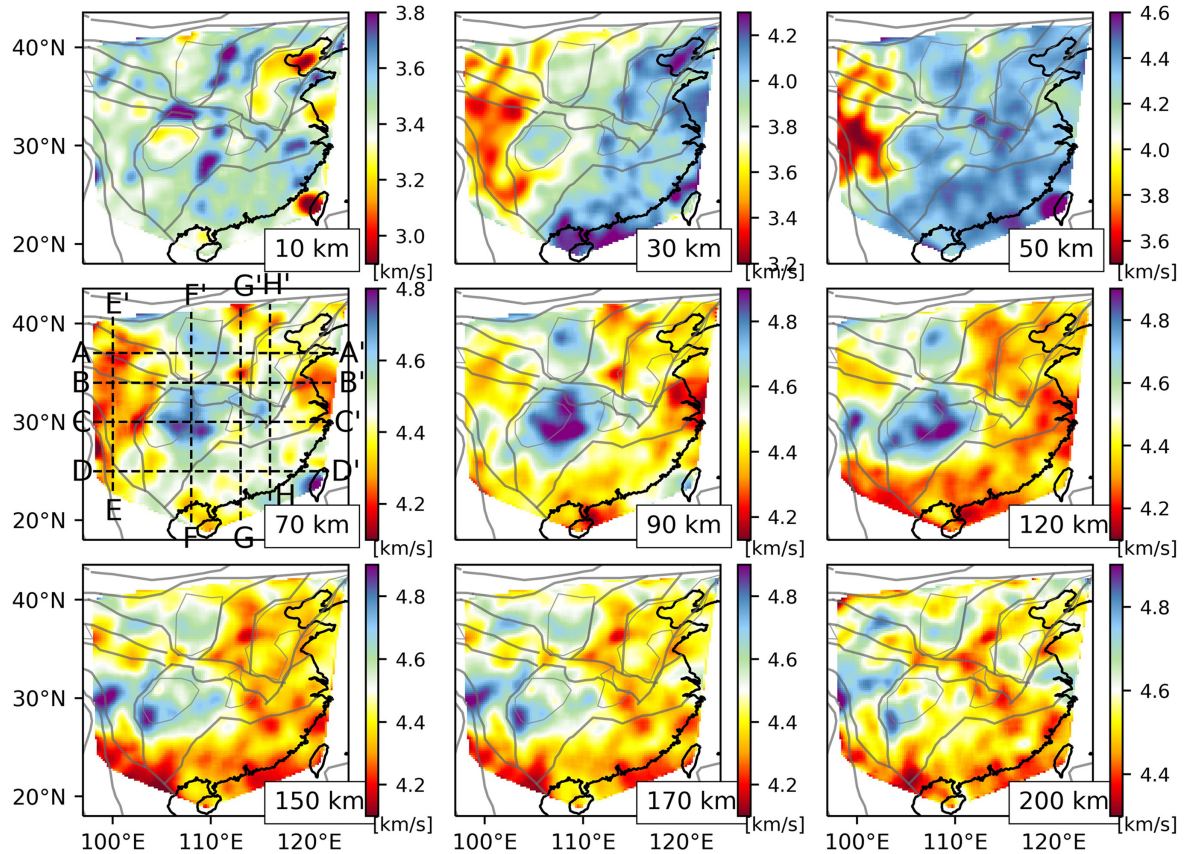 40°N
30°N
20°N
10 km
3.8
3.6
3.4
3.2
3.0
[km/s]
30 km
4.2
4.0
3.8
3.6
3.4
3.2
[km/s]
50 km
4.6
4.4
4.2
4.0
3.8
3.6
[km/s]
40°N
30°N
20°N
E'
F'
G'
H'
A
A'
B
B'
C
C'
D
D'
E
F
G
H
70 km
4.8
4.6
4.4
4.2
[km/s]
90 km
4.8
4.6
4.4
4.2
[km/s]
120 km
4.8
4.6
4.4
4.2
[km/s]
40°N
30°N
20°N
100°E
110°E
120°E
150 km
4.8
4.6
4.4
4.2
[km/s]
100°E
110°E
120°E
170 km
4.8
4.6
4.4
4.2
[km/s]
100°E
110°E
120°E
200 km
4.8
4.6
4.4
[km/s]